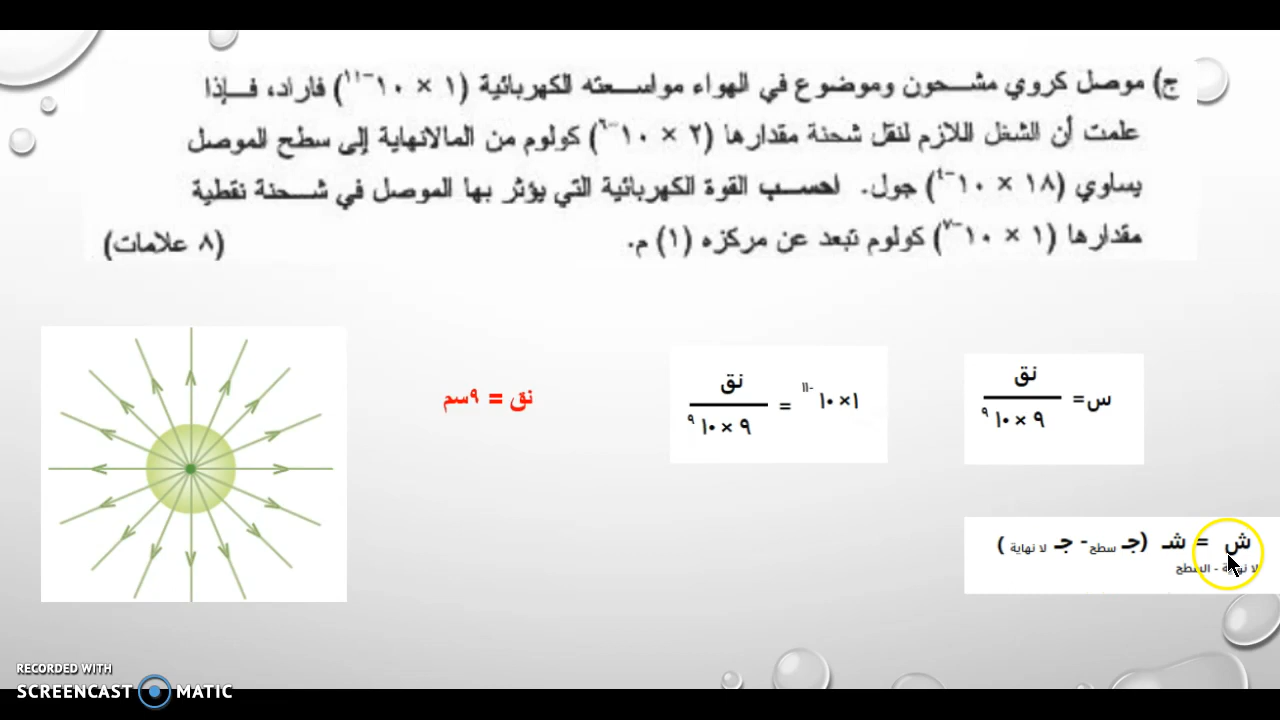 ج) موصل كروي مشحون وموضوع في الهواء مواسعته الكهربائية (١ × ١٠⁻¹¹) فاراد، فإذا
علمت أن الشغل اللازم لنقل شحنة مقدارها (٢ × ١٠⁻٦) كولوم من المالانهاية إلى سطح الموصل
يساوي (١٨ × ١٠⁻٤) جول. احسب القوة الكهربائية التي يؤثر بها الموصل في شحنة نقطية
مقدارها (١ × ١٠⁻٧) كولوم تبعد عن مركزه (١) م.
(٨ علامات)
س = نق / ٩ × ١٠ ٩
١ × ١٠ ⁻١١ = نق / ٩ × ١٠ ٩
نق = ٩سم
ش = شـ (جـ سطح - جـ لا نهاية)
لا نهاية - السطح
RECORDED WITH
SCREENCAST MATIC